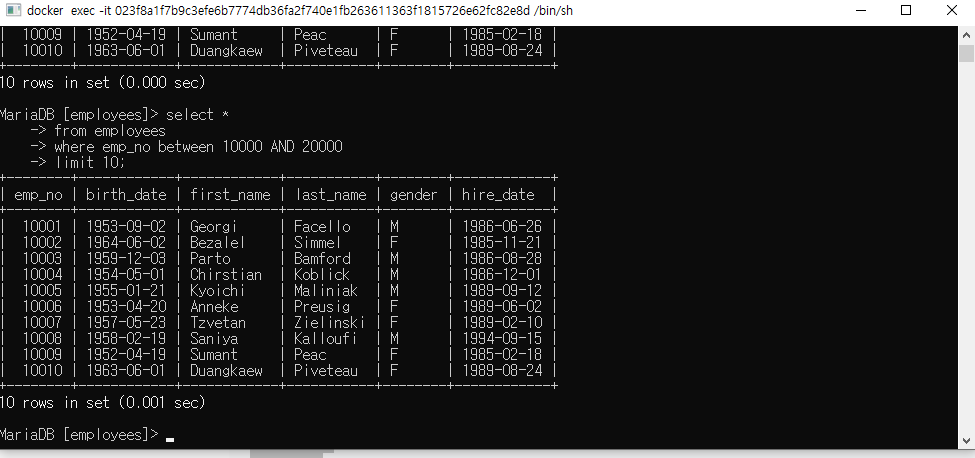 docker exec -it 023f8a1f7b9c3efe6b7774db36fa2f740e1fb263611363f1815726e62fc82e8d /bin/sh
|  10009 | 1952-04-19 | Sumant     | Peac      | F      | 1985-02-18 |
|  10010 | 1963-06-01 | Duangkaew  | Piveteau  | F      | 1989-08-24 |
+--------+------------+------------+-----------+--------+------------+
10 rows in set (0.000 sec)
MariaDB [employees]> select *
    -> from employees
    -> where emp_no between 10000 AND 20000
    -> limit 10;
+--------+------------+------------+-----------+--------+------------+
| emp_no | birth_date | first_name | last_name | gender | hire_date  |
+--------+------------+------------+-----------+--------+------------+
|  10001 | 1953-09-02 | Georgi     | Facello   | M      | 1986-06-26 |
|  10002 | 1964-06-02 | Bezalel    | Simmel    | F      | 1985-11-21 |
|  10003 | 1959-12-03 | Parto      | Bamford   | M      | 1986-08-28 |
|  10004 | 1954-05-01 | Chirstian  | Koblick   | M      | 1986-12-01 |
|  10005 | 1955-01-21 | Kyoichi    | Maliniak  | M      | 1989-09-12 |
|  10006 | 1953-04-20 | Anneke     | Preusig   | F      | 1989-06-02 |
|  10007 | 1957-05-23 | Tzvetan    | Zielinski | F      | 1989-02-10 |
|  10008 | 1958-02-19 | Saniya     | Kalloufi  | M      | 1994-09-15 |
|  10009 | 1952-04-19 | Sumant     | Peac      | F      | 1985-02-18 |
|  10010 | 1963-06-01 | Duangkaew  | Piveteau  | F      | 1989-08-24 |
+--------+------------+------------+-----------+--------+------------+
10 rows in set (0.001 sec)
MariaDB [employees]>